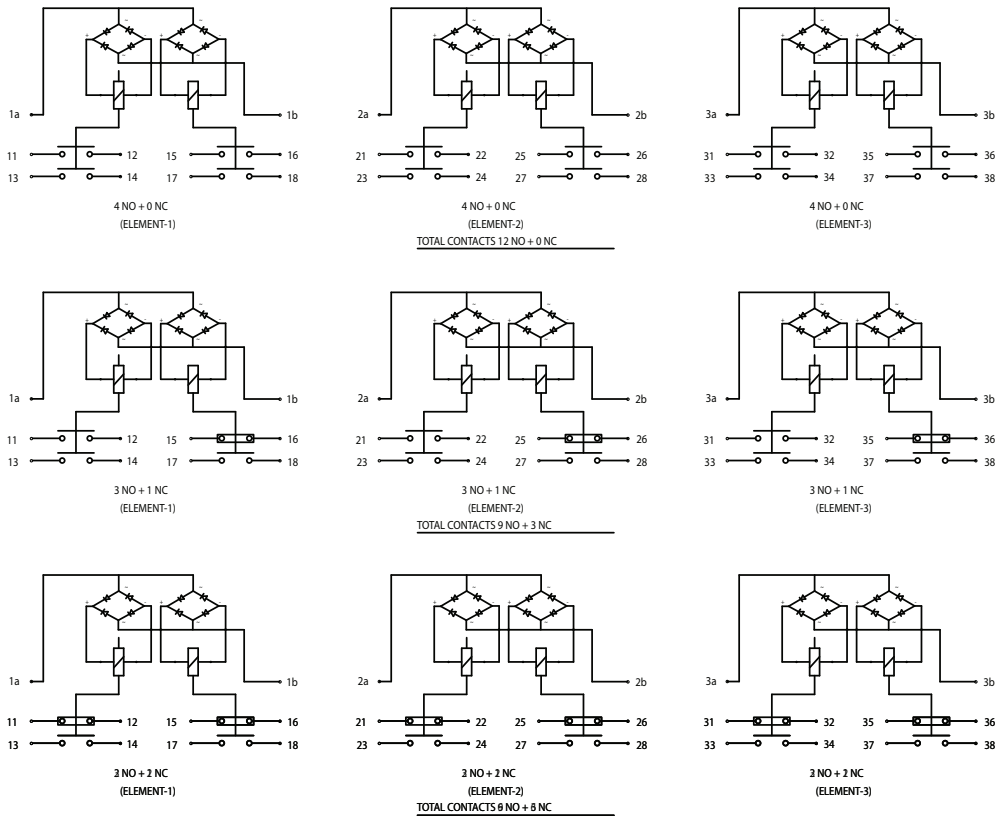 1a 1b 2a 2b 3a 3b
11 12 15 16 21 22 25 26 31 32 35 36
13 14 17 18 23 24 27 28 33 34 37 38
4 NO + 0 NC 4 NO + 0 NC 4 NO + 0 NC
(ELEMENT-1) (ELEMENT-2) (ELEMENT-3)
TOTAL CONTACTS 12 NO + 0 NC
1a 1b 2a 2b 3a 3b
11 12 15 16 21 22 25 26 31 32 35 36
13 14 17 18 23 24 27 28 33 34 37 38
3 NO + 1 NC 3 NO + 1 NC 3 NO + 1 NC
(ELEMENT-1) (ELEMENT-2) (ELEMENT-3)
TOTAL CONTACTS 9 NO + 3 NC
1a 1b 2a 2b 3a 3b
11 12 15 16 21 22 25 26 31 32 35 36
13 14 17 18 23 24 27 28 33 34 37 38
2 NO + 2 NC 2 NO + 2 NC 2 NO + 2 NC
(ELEMENT-1) (ELEMENT-2) (ELEMENT-3)
TOTAL CONTACTS 6 NO + 6 NC